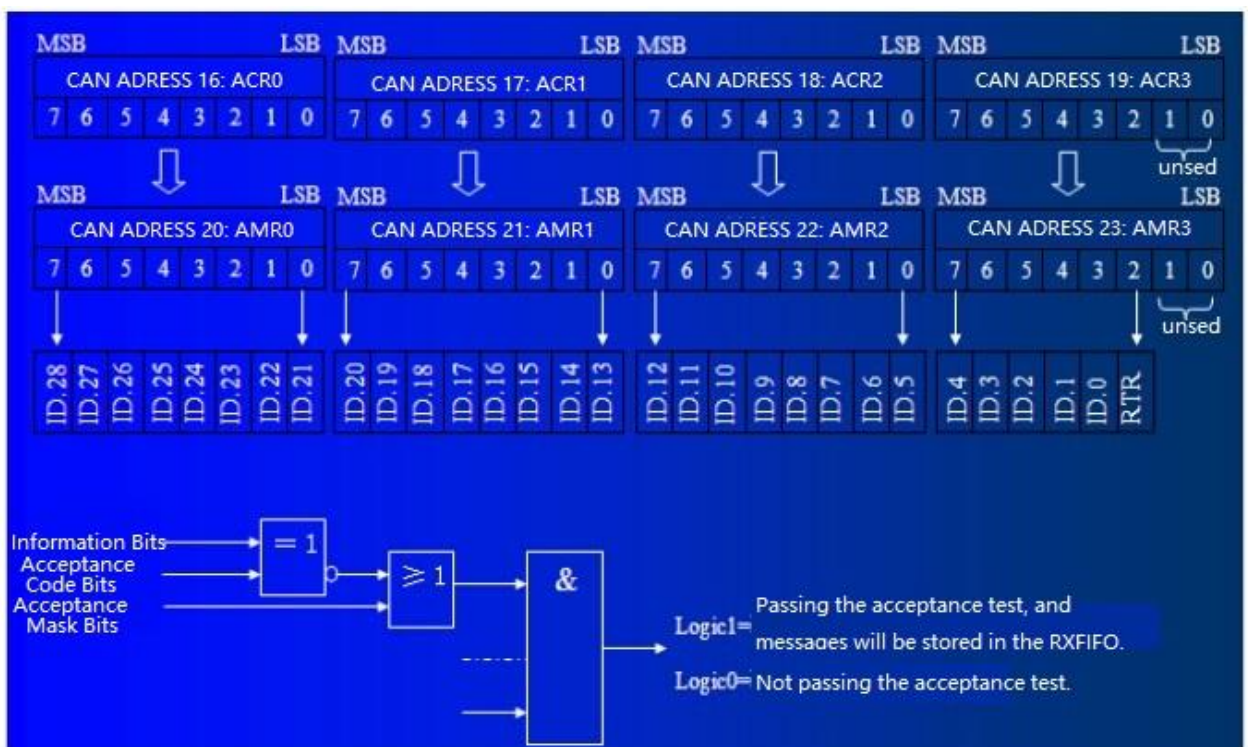 MSB LSB MSB LSB MSB LSB MSB LSB
CAN ADRESS 16: ACR0 CAN ADRESS 17: ACR1 CAN ADRESS 18: ACR2 CAN ADRESS 19: ACR3
7 6 5 4 3 2 1 0 7 6 5 4 3 2 1 0 7 6 5 4 3 2 1 0 7 6 5 4 3 2 1 0
unsed
MSB LSB MSB LSB MSB LSB MSB LSB
CAN ADRESS 20: AMR0 CAN ADRESS 21: AMR1 CAN ADRESS 22: AMR2 CAN ADRESS 23: AMR3
7 6 5 4 3 2 1 0 7 6 5 4 3 2 1 0 7 6 5 4 3 2 1 0 7 6 5 4 3 2 1 0
unsed
ID.28 ID.27 ID.26 ID.25 ID.24 ID.23 ID.22 ID.21 ID.20 ID.19 ID.18 ID.17 ID.16 ID.15 ID.14 ID.13 ID.12 ID.11 ID.10 ID.9 ID.8 ID.7 ID.6 ID.5 ID.4 ID.3 ID.2 ID.1 ID.0 RTR
Information Bits
Acceptance
Code Bits
Acceptance
Mask Bits
= 1
≥ 1
&
Logic1= Passing the acceptance test, and
messages will be stored in the RXFIFO.
Logic0= Not passing the acceptance test.